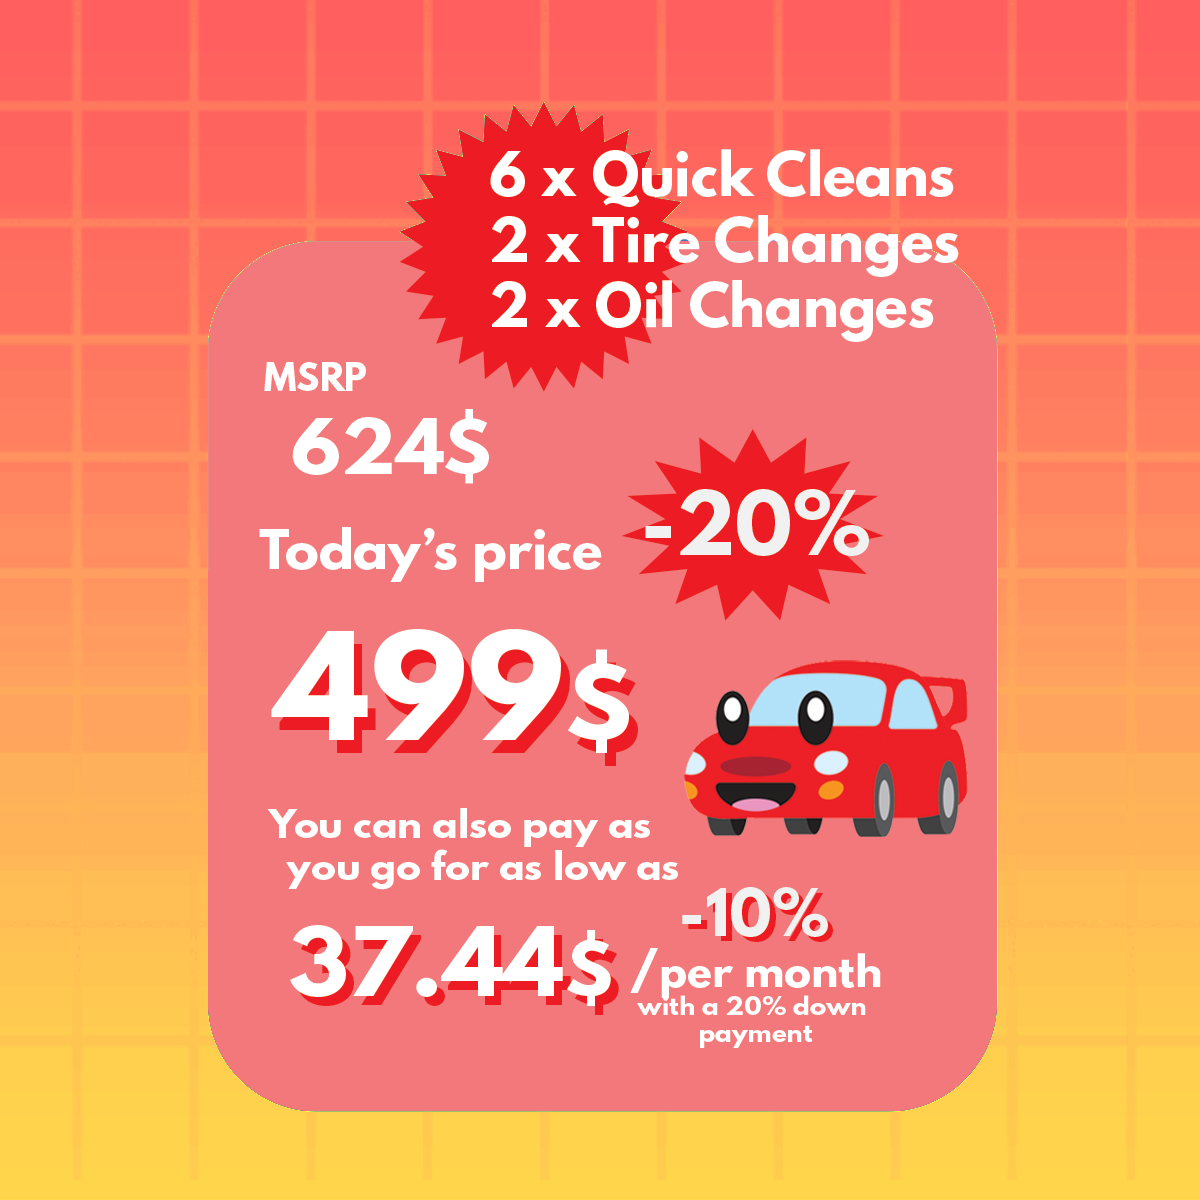 6 x Quick Cleans
2 x Tire Changes
2 x Oil Changes
MSRP
624$
-20%
Today's price
499$
You can also pay as
you go for as low as
-10%
37.44$ /per month
with a 20% down
payment